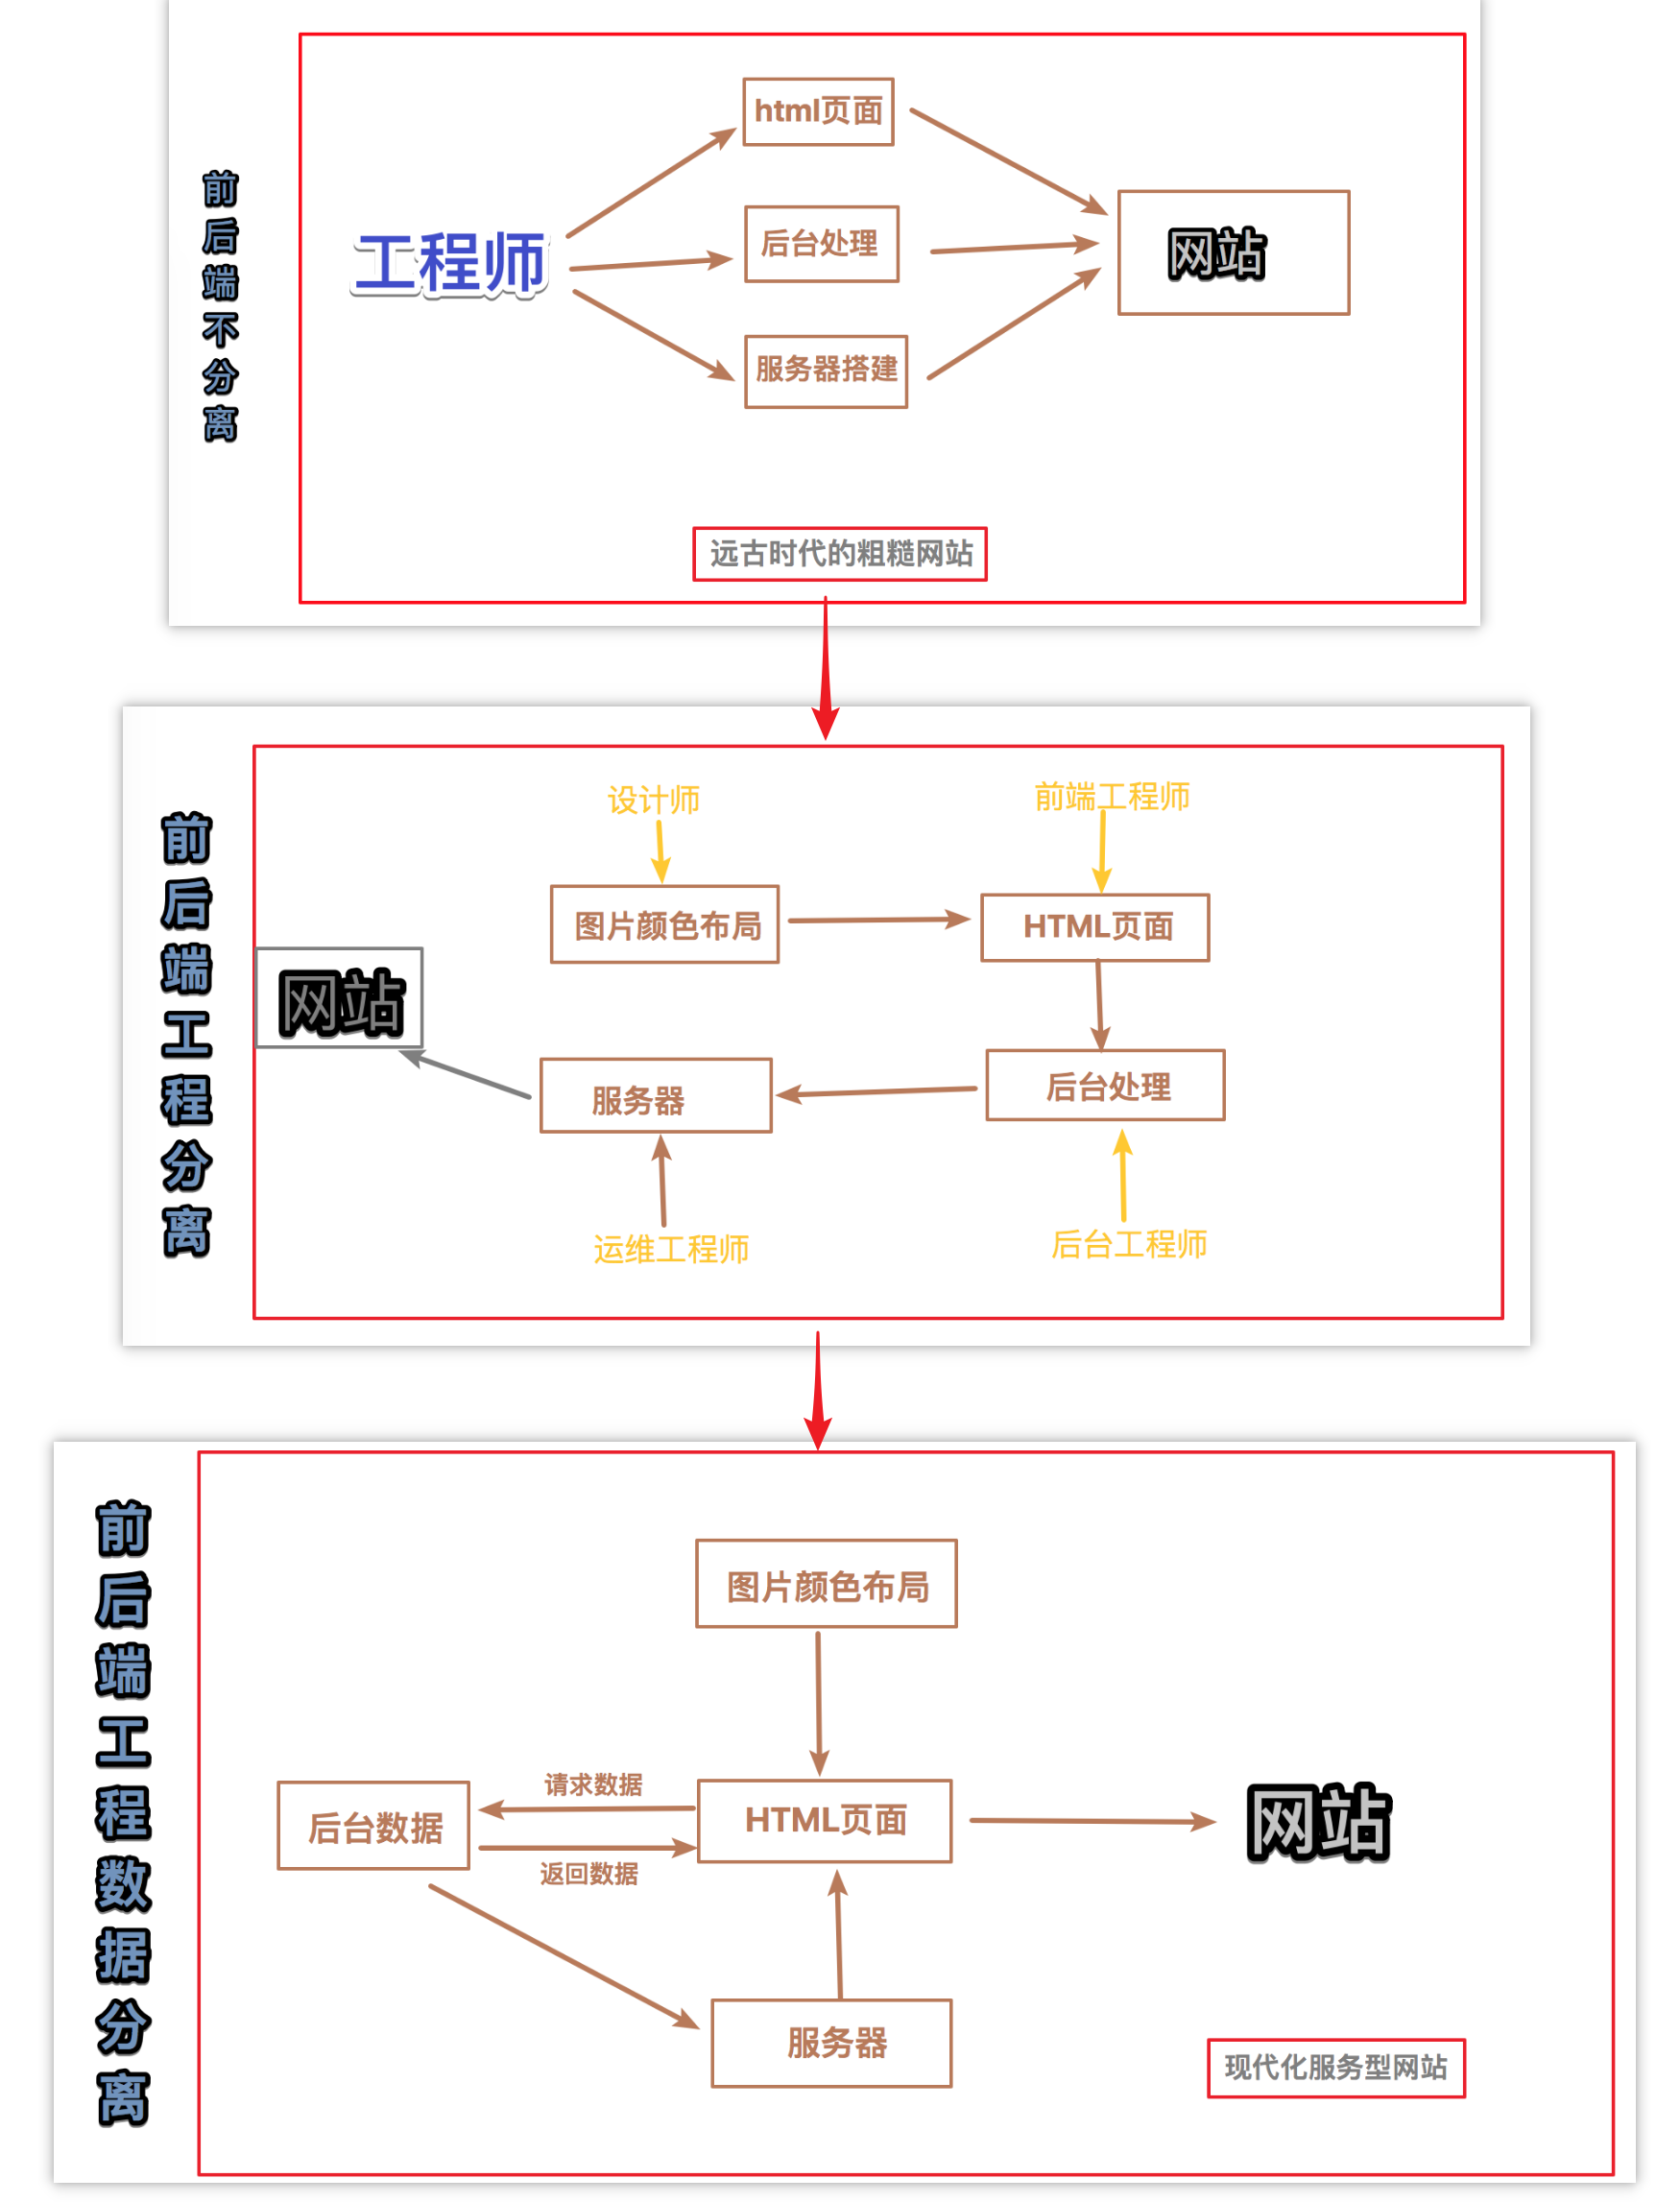 前后端不分离
html页面
工程师
后台处理
网站
服务器搭建
远古时代的粗糙网站
前后端工程分离
设计师
前端工程师
图片颜色布局
HTML页面
网站
服务器
后台处理
运维工程师
后台工程师
前后端工程数据分离
图片颜色布局
请求数据
后台数据
HTML页面
网站
返回数据
服务器
现代化服务型网站